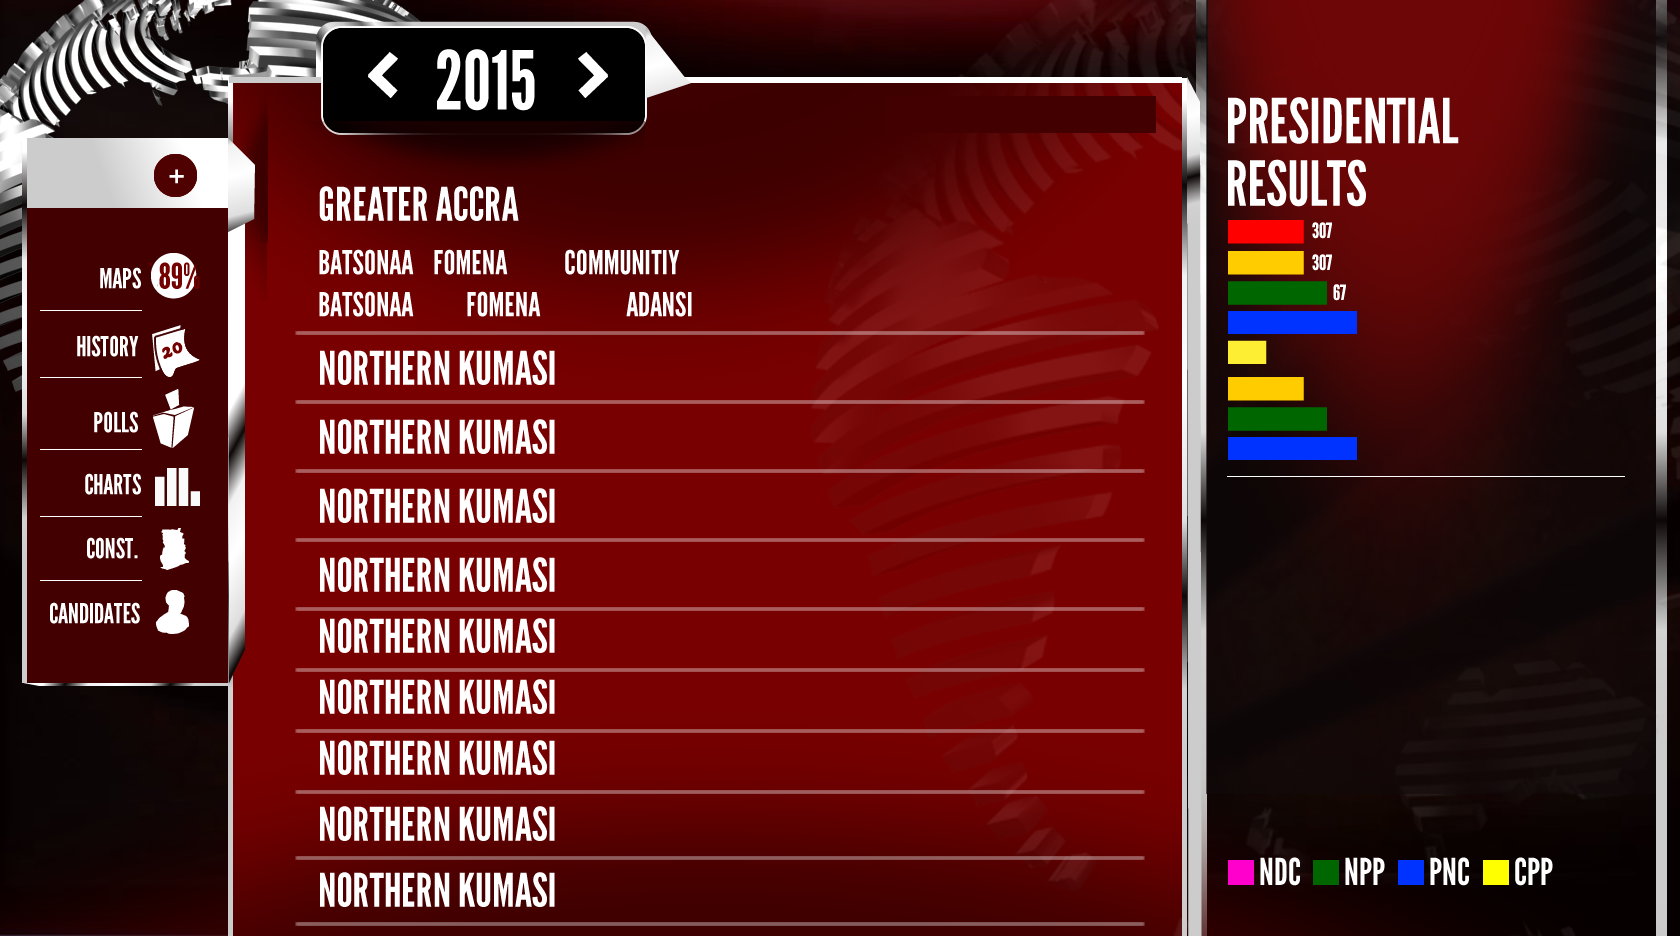 2015
+
MAPS 89%
HISTORY 20
POLLS
CHARTS
CONST.
CANDIDATES
GREATER ACCRA
BATSONAA FOMENA COMMUNITIY
BATSONAA FOMENA ADANSI
NORTHERN KUMASI
NORTHERN KUMASI
NORTHERN KUMASI
NORTHERN KUMASI
NORTHERN KUMASI
NORTHERN KUMASI
NORTHERN KUMASI
NORTHERN KUMASI
NORTHERN KUMASI
PRESIDENTIAL
RESULTS
307
307
67
NDC NPP PNC CPP